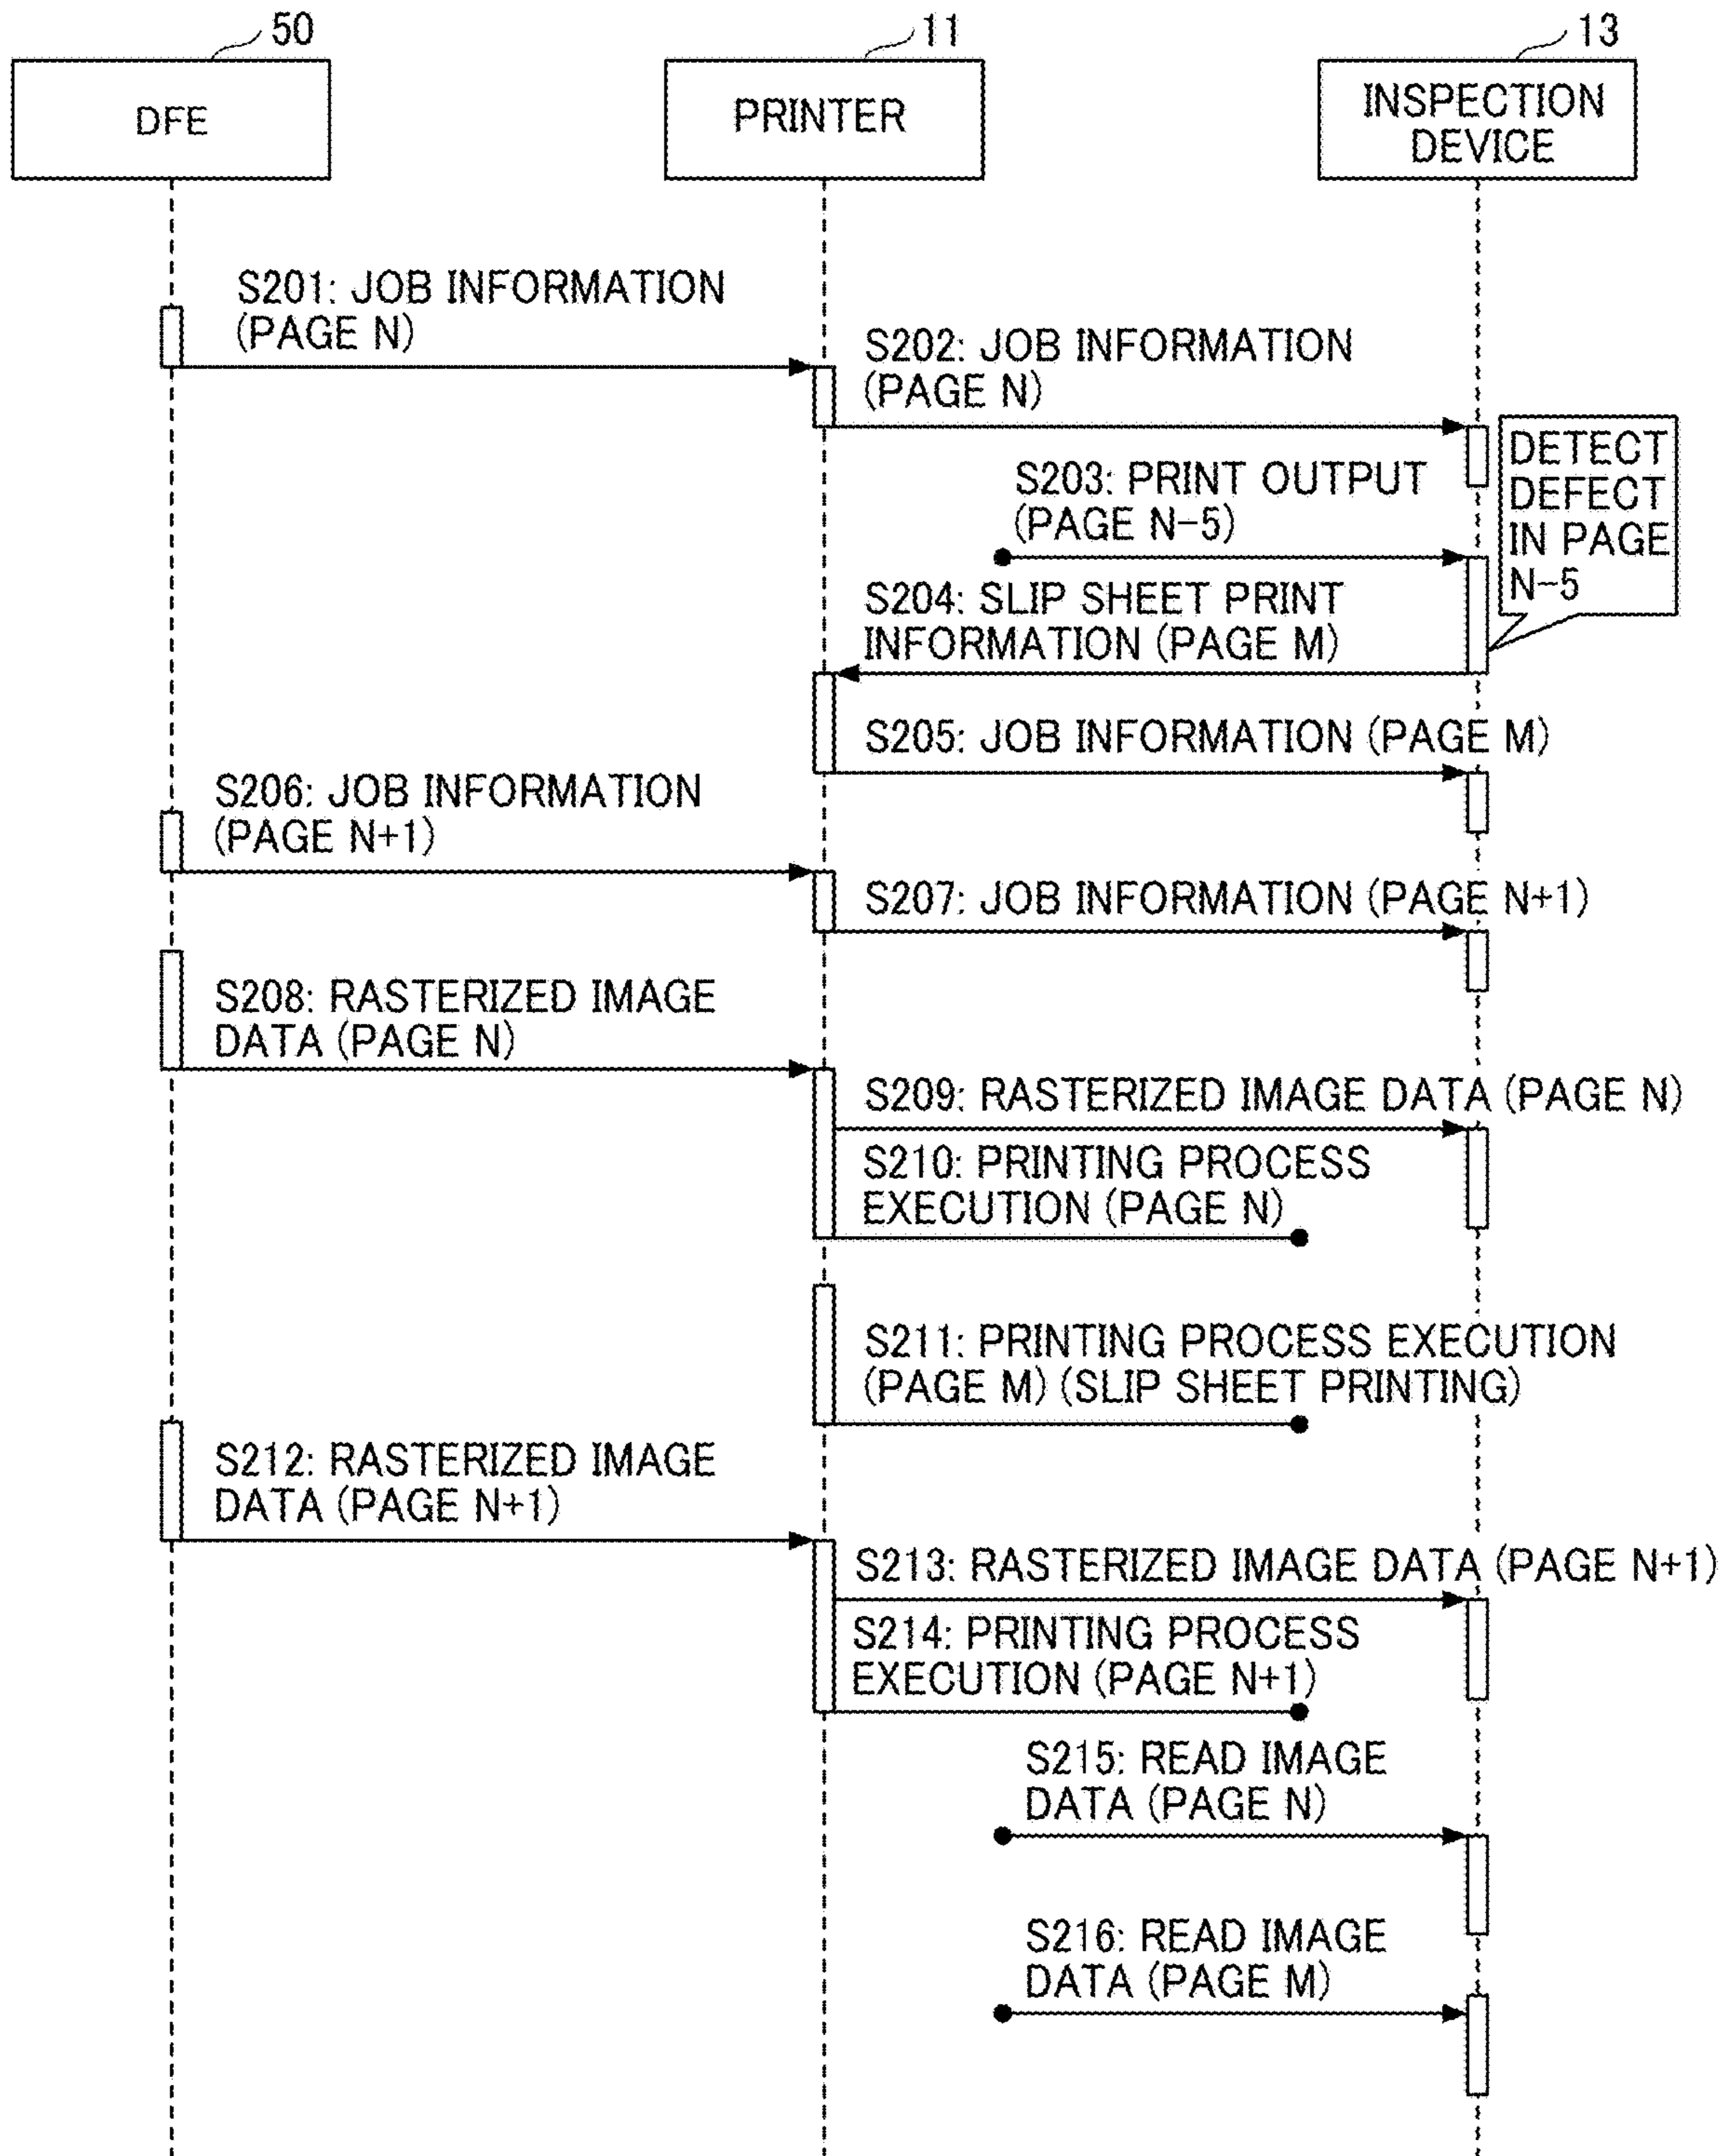 50
11
13
DFE
PRINTER
INSPECTION
DEVICE
S201: JOB INFORMATION
(PAGE N)
S202: JOB INFORMATION
(PAGE N)
DETECT
DEFECT
IN PAGE
N-5
S203: PRINT OUTPUT
(PAGE N-5)
S204: SLIP SHEET PRINT
INFORMATION (PAGE M)
S205: JOB INFORMATION (PAGE M)
S206: JOB INFORMATION
(PAGE N+1)
S207: JOB INFORMATION (PAGE N+1)
S208: RASTERIZED IMAGE
DATA (PAGE N)
S209: RASTERIZED IMAGE DATA (PAGE N)
S210: PRINTING PROCESS
EXECUTION (PAGE N)
S211: PRINTING PROCESS EXECUTION
(PAGE M) (SLIP SHEET PRINTING)
S212: RASTERIZED IMAGE
DATA (PAGE N+1)
S213: RASTERIZED IMAGE DATA (PAGE N+1)
S214: PRINTING PROCESS
EXECUTION (PAGE N+1)
S215: READ IMAGE
DATA (PAGE N)
S216: READ IMAGE
DATA (PAGE M)